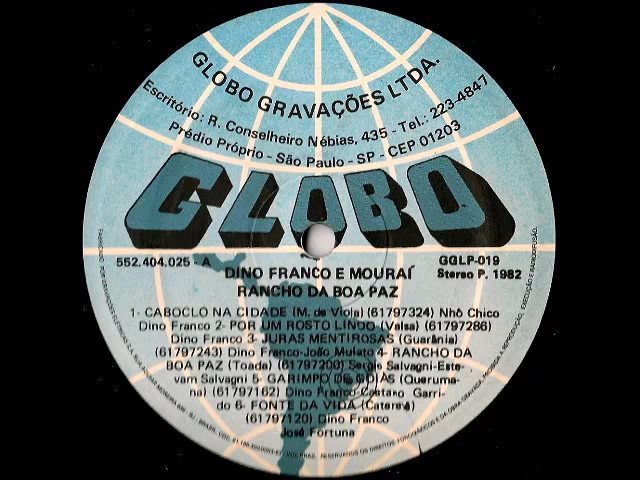 GLOBO GRAVAÇÕES LTDA.
Escritório: R. Conselheiro Nébias, 435 - Tel.: 223-4847
Prédio Próprio - São Paulo - SP - CEP 01203
GLOBO
552.404.025 - A
GGLP-019
DINO FRANCO E MOURAÍ
Stereo P. 1982
RANCHO DA BOA PAZ
1- CABOCLO NA CIDADE (M. de Viola) (61797324) Nhô Chico
Dino Franco 2- POR UM ROSTO LINDO (Valsa) (61797286)
Dino Franco 3- JURAS MENTIROSAS (Guarânia)
(61797243) Dino Franco-João Mulato 4- RANCHO DA
BOA PAZ (Toada) (61797200) Sergio Salvagni-Este-
vam Salvagni 5- GARIMPO DE GOIÁS (Queruma-
na) (61797162) Dino Franco-Caetano Garri-
do 6- FONTE DA VIDA (Cateretê)
(61797120) Dino Franco
José Fortuna